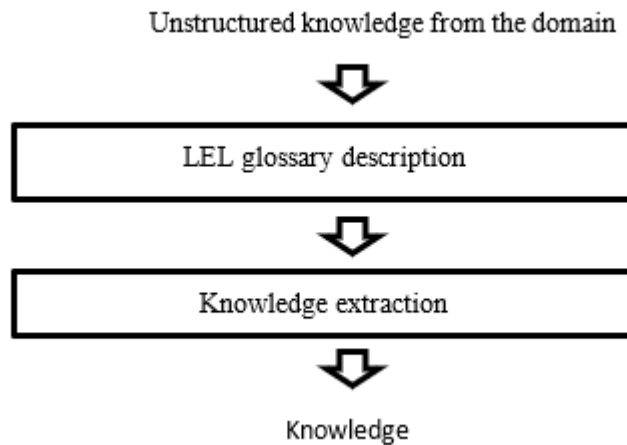 Unstructured knowledge from the domain
LEL glossary description
Knowledge extraction
Knowledge